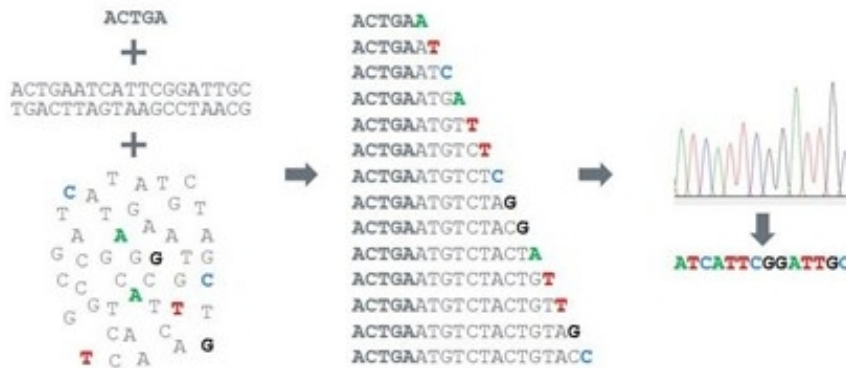 ACTGA
+
ACTGAATCATTCGGATTGC
TGACTTAGTAAGCCTAACG
+
C A T A T C
T T A T G G T
A A A A A
G C G G G T G
C C C C G C
G G T A T T T
C A C
T C A A G
ACTGAA
ACTGAAT
ACTGAATC
ACTGAATGA
ACTGAATGTT
ACTGAATGTCT
ACTGAATGTCTC
ACTGAATGTCTAG
ACTGAATGTCTACG
ACTGAATGTCTACTA
ACTGAATGTCTACTGT
ACTGAATGTCTACTGTT
ACTGAATGTCTACTGTAG
ACTGAATGTCTACTGTACC
ATCATTCGGATTGC